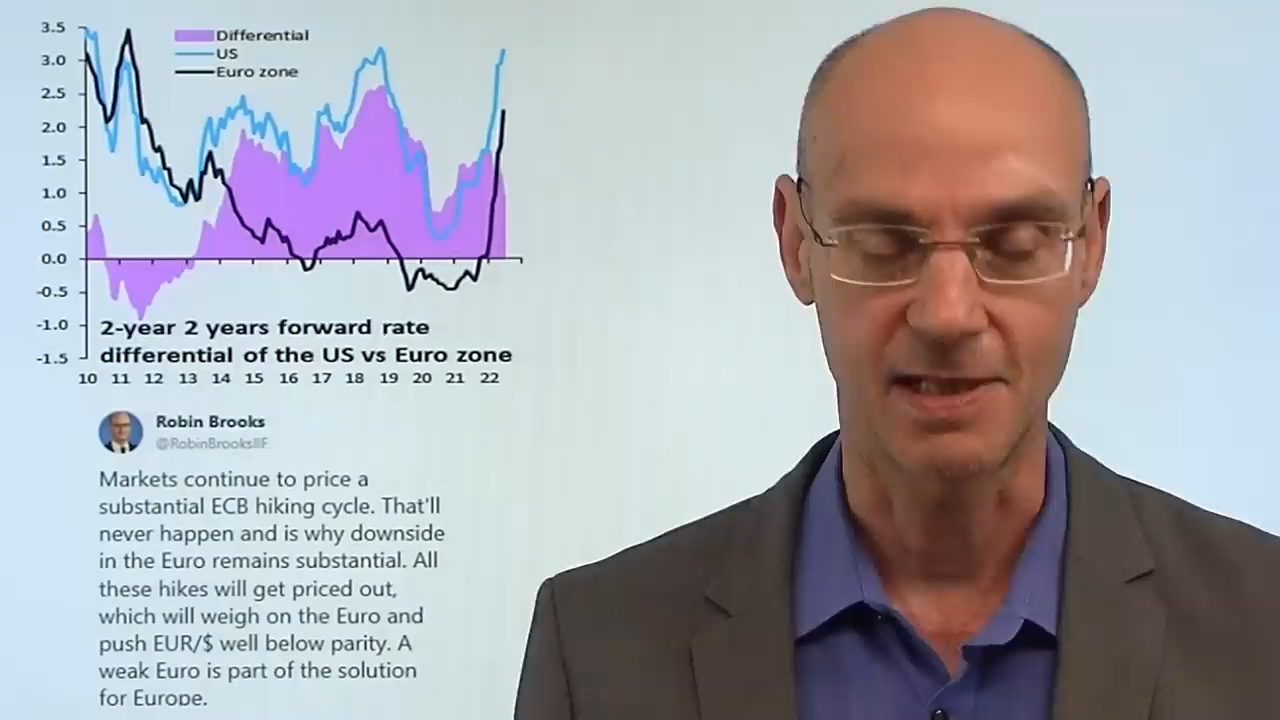 3.5
3.0
2.5
2.0
1.5
1.0
0.5
0.0
-0.5
-1.0
-1.5
Differential
US
Euro zone
2-year 2 years forward rate
differential of the US vs Euro zone
10 11 12 13 14 15 16 17 18 19 20 21 22
Robin Brooks
@RobinBrooksIIF
Markets continue to price a
substantial ECB hiking cycle. That'll
never happen and is why downside
in the Euro remains substantial. All
these hikes will get priced out,
which will weigh on the Euro and
push EUR/$ well below parity. A
weak Euro is part of the solution
for Europe.